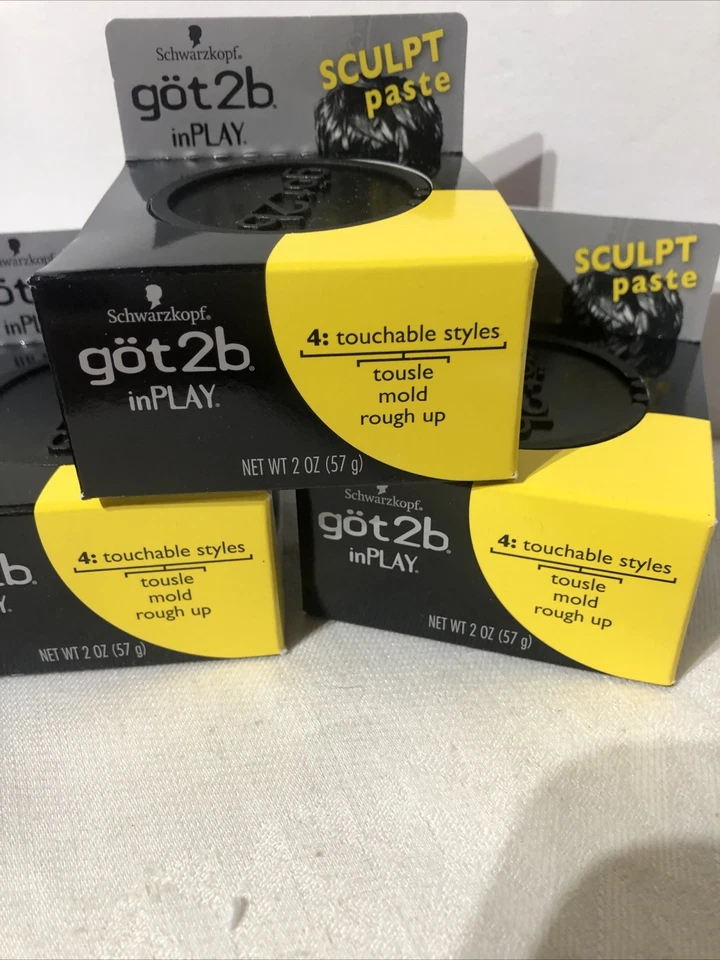 Schwarzkopf®
göt2b®
inPLAY®
SCULPT
paste
Schwarzkopf®
göt2b®
inPLAY®
4: touchable styles
tousle
mold
rough up
NET WT 2 OZ (57 g)
SCULPT
paste
4: touchable styles
tousle
mold
rough up
NET WT 2 OZ (57 g)
Schwarzkopf®
göt2b®
inPLAY®
4: touchable styles
tousle
mold
rough up
NET WT 2 OZ (57 g)